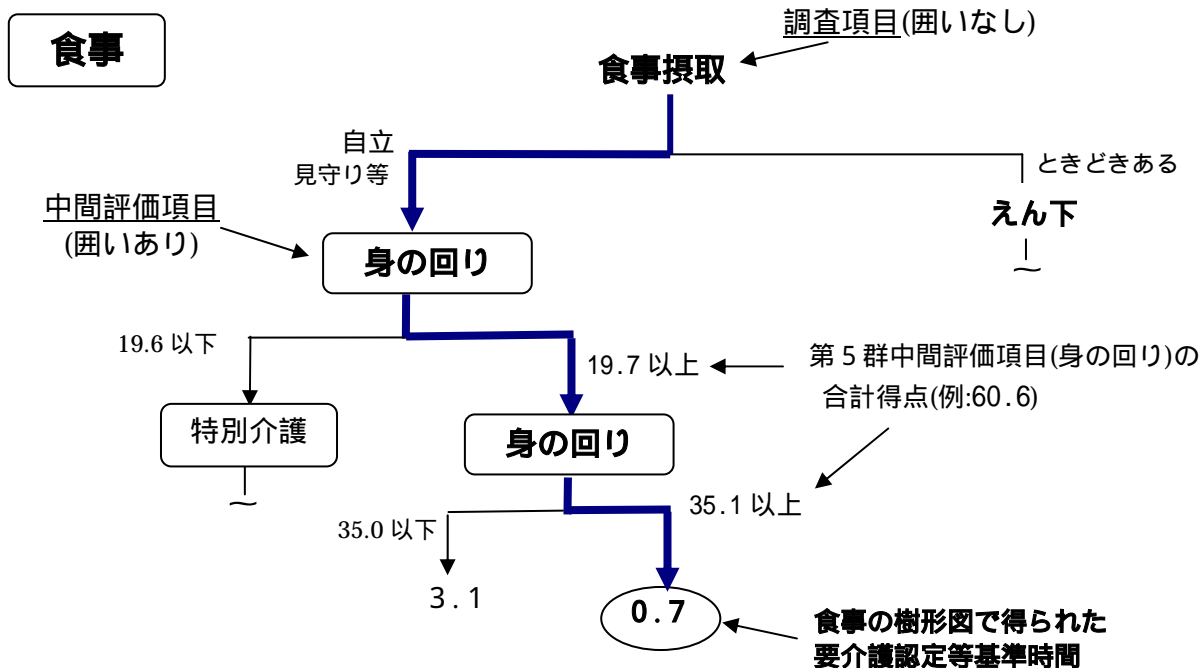 食事
調査項目(囲いなし)
食事摂取
自立
見守り等
ときどきある
えん下
中間評価項目
(囲いあり)
身の回り
19.6 以下
19.7 以上
第5群中間評価項目(身の回り)の
合計得点(例:60.6)
特別介護
身の回り
35.0 以下
35.1 以上
3.1
0.7
食事の樹形図で得られた
要介護認定等基準時間